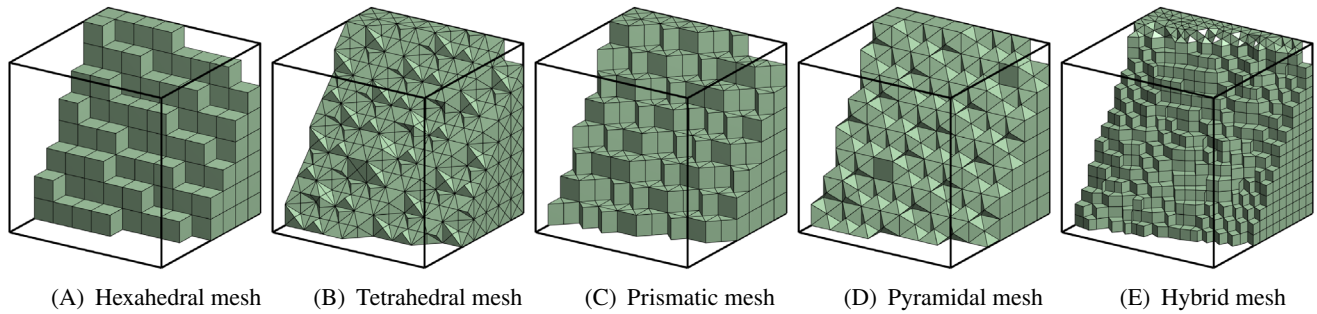 (A) Hexahedral mesh
(B) Tetrahedral mesh
(C) Prismatic mesh
(D) Pyramidal mesh
(E) Hybrid mesh